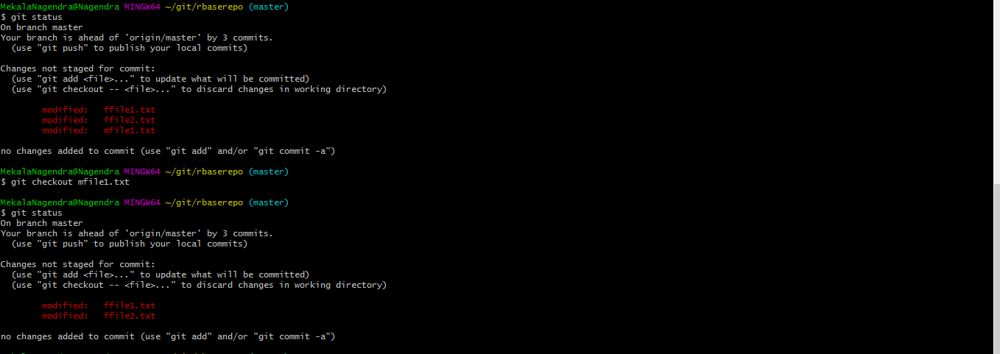 MekalaNagendra@Nagendra MINGW64 ~/git/rbaserepo (master)
$ git status
On branch master
Your branch is ahead of 'origin/master' by 3 commits.
  (use "git push" to publish your local commits)

Changes not staged for commit:
  (use "git add <file>..." to update what will be committed)
  (use "git checkout -- <file>..." to discard changes in working directory)

        modified:   ffile1.txt
        modified:   ffile2.txt
        modified:   mfile1.txt

no changes added to commit (use "git add" and/or "git commit -a")

MekalaNagendra@Nagendra MINGW64 ~/git/rbaserepo (master)
$ git checkout mfile1.txt

MekalaNagendra@Nagendra MINGW64 ~/git/rbaserepo (master)
$ git status
On branch master
Your branch is ahead of 'origin/master' by 3 commits.
  (use "git push" to publish your local commits)

Changes not staged for commit:
  (use "git add <file>..." to update what will be committed)
  (use "git checkout -- <file>..." to discard changes in working directory)

        modified:   ffile1.txt
        modified:   ffile2.txt

no changes added to commit (use "git add" and/or "git commit -a")